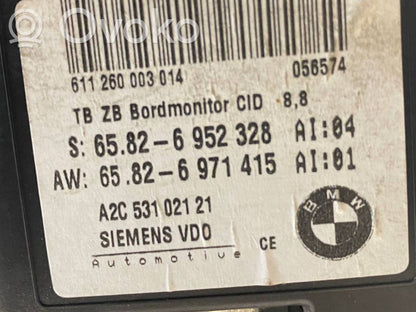 Ovoko
611 260 003 014 056574
TB ZB Bordmonitor CID 8,8
S: 65.82-6 952 328 AI:04
AW: 65.82-6 971 415 AI:01
A2C 531 021 21
SIEMENS VDO CE
Automotive
BMW